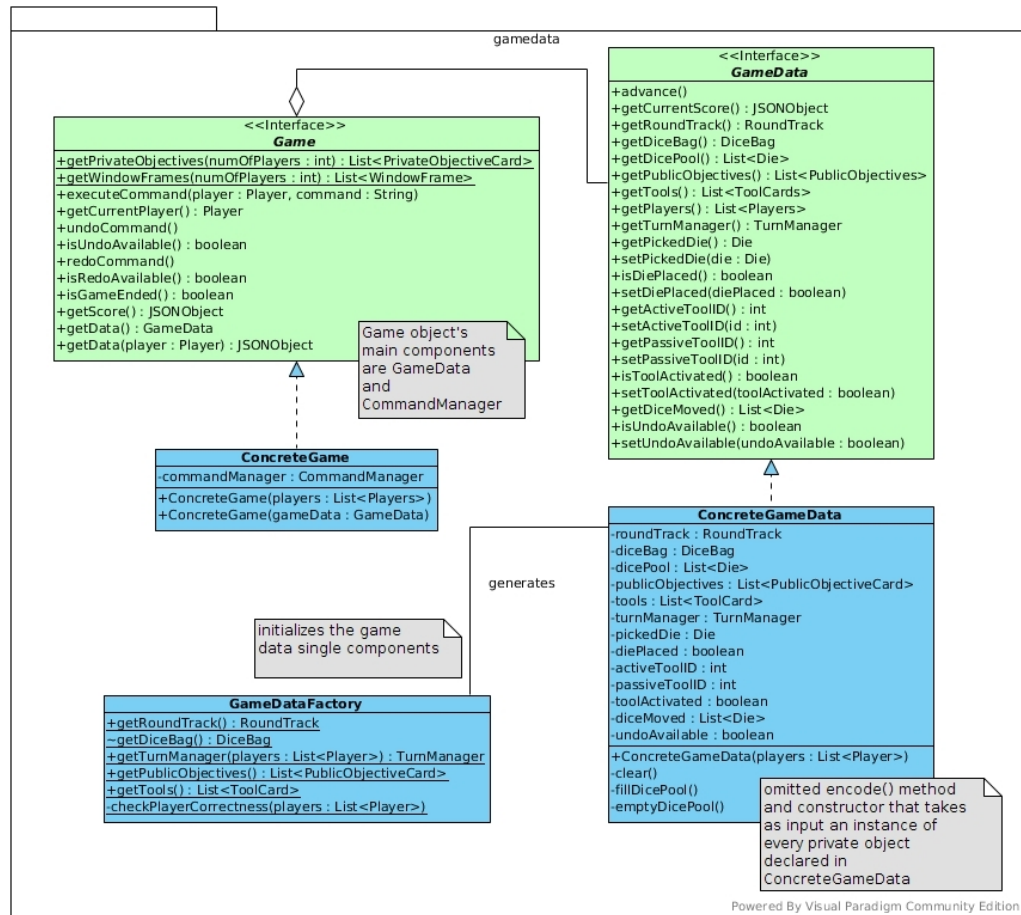 gamedata
<<Interface>>
Game
+getPrivateObjectives(numOfPlayers : int) : List<PrivateObjectiveCard>
+getWindowFrames(numOfPlayers : int) : List<WindowFrame>
+executeCommand(player : Player, command : String)
+getCurrentPlayer() : Player
+undoCommand()
+isUndoAvailable() : boolean
+redoCommand()
+isRedoAvailable() : boolean
+isGameEnded() : boolean
+getScore() : JSONObject
+getData() : GameData
+getData(player : Player) : JSONObject
Game object's
main components
are GameData
and
CommandManager
<<Interface>>
GameData
+advance()
+getCurrentScore() : JSONObject
+getRoundTrack() : RoundTrack
+getDiceBag() : DiceBag
+getDicePool() : List<Die>
+getPublicObjectives() : List<PublicObjectives>
+getTools() : List<ToolCards>
+getPlayers() : List<Players>
+getTurnManager() : TurnManager
+getPickedDie() : Die
+setPickedDie(die : Die)
+isDiePlaced() : boolean
+setDiePlaced(diePlaced : boolean)
+getActiveToolID() : int
+setActiveToolID(id : int)
+getPassiveToolID() : int
+setPassiveToolID(id : int)
+isToolActivated() : boolean
+setToolActivated(toolActivated : boolean)
+getDiceMoved() : List<Die>
+isUndoAvailable() : boolean
+setUndoAvailable(undoAvailable : boolean)
ConcreteGame
-commandManager : CommandManager
+ConcreteGame(players : List<Players>)
+ConcreteGame(gameData : GameData)
ConcreteGameData
-roundTrack : RoundTrack
-diceBag : DiceBag
-dicePool : List<Die>
-publicObjectives : List<PublicObjectiveCard>
-tools : List<ToolCard>
-turnManager : TurnManager
-pickedDie : Die
-diePlaced : boolean
-activeToolID : int
-passiveToolID : int
-toolActivated : boolean
-diceMoved : List<Die>
-undoAvailable : boolean
+ConcreteGameData(players : List<Player>)
-clear()
-fillDicePool()
-emptyDicePool()
generates
initializes the game
data single components
GameDataFactory
+getRoundTrack() : RoundTrack
~getDiceBag() : DiceBag
+getTurnManager(players : List<Player>) : TurnManager
+getPublicObjectives() : List<PublicObjectiveCard>
+getTools() : List<ToolCard>
-checkPlayerCorrectness(players : List<Player>)
omitted encode() method
and constructor that takes
as input an instance of
every private object
declared in
ConcreteGameData
Powered By Visual Paradigm Community Edition